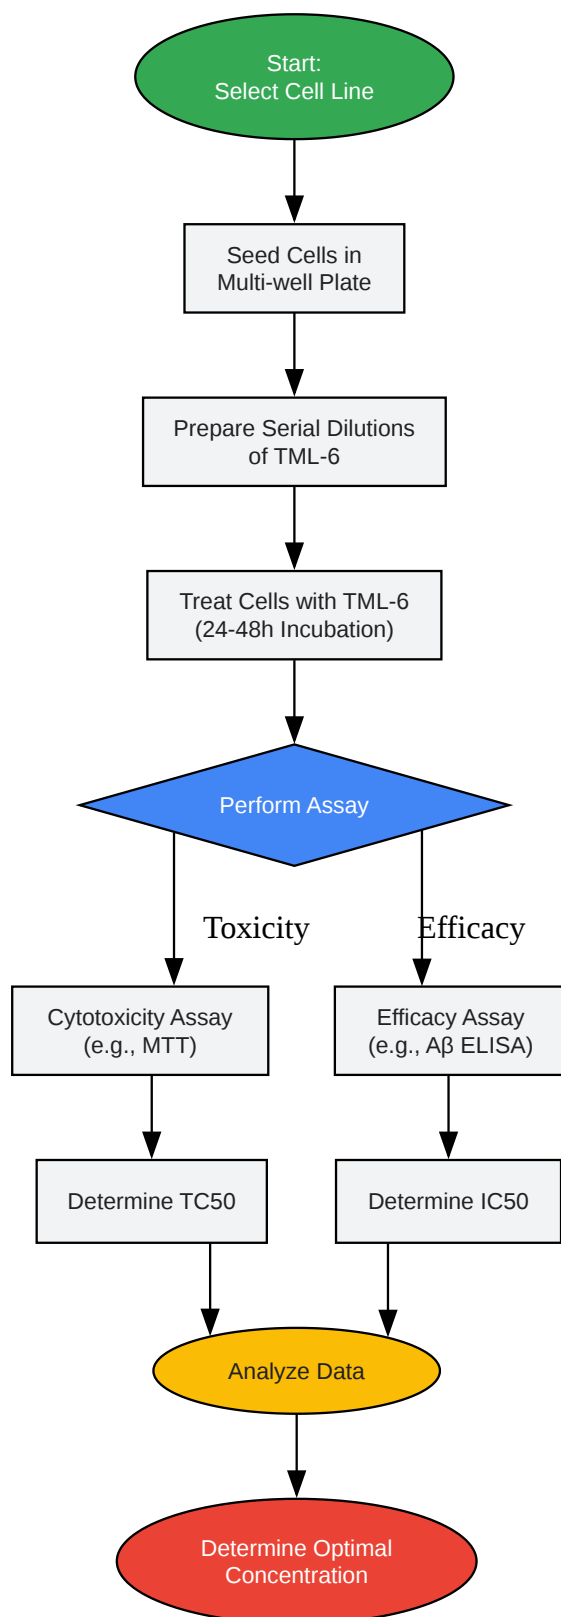 Start:
Select Cell Line
Seed Cells in
Multi-well Plate
Prepare Serial Dilutions
of TML-6
Treat Cells with TML-6
(24-48h Incubation)
Perform Assay
Toxicity
Efficacy
Cytotoxicity Assay
(e.g., MTT)
Efficacy Assay
(e.g., Aβ ELISA)
Determine TC50
Determine IC50
Analyze Data
Determine Optimal
Concentration